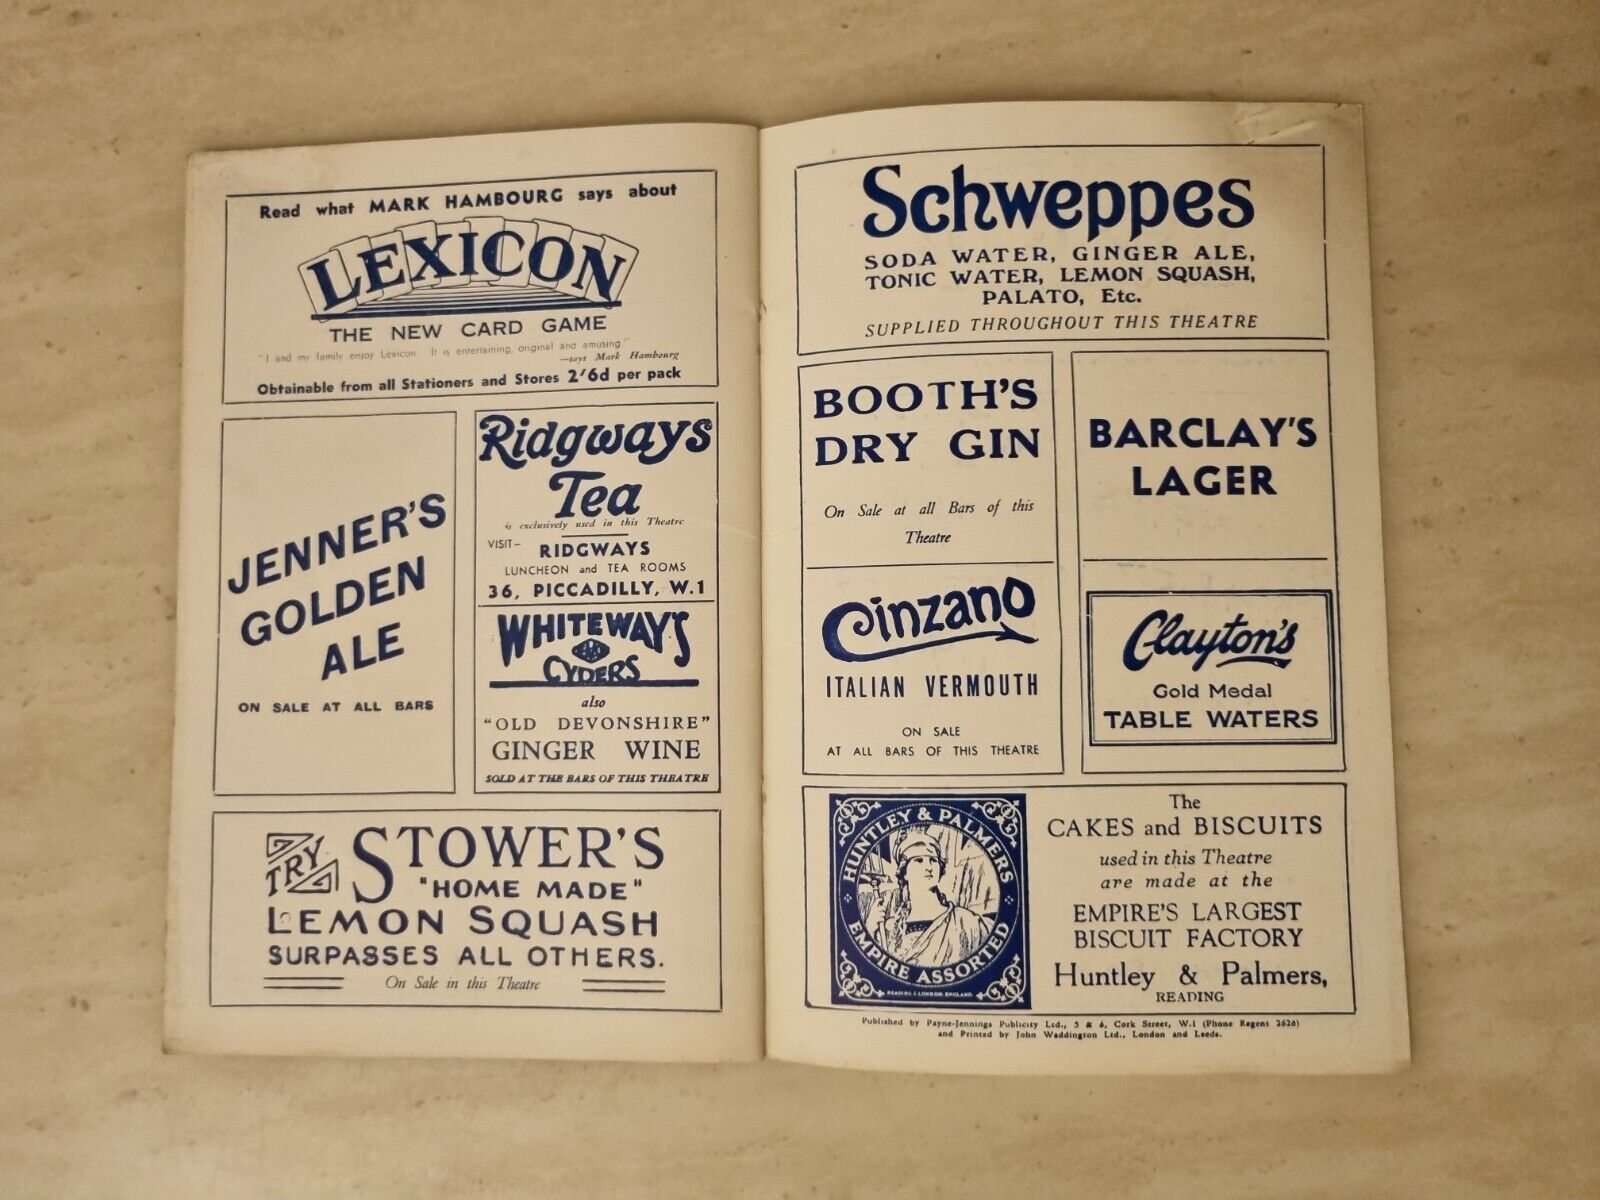 Read what MARK HAMBOURG says about
LEXICON
THE NEW CARD GAME
"I and my family enjoy Lexicon. It is entertaining, original and amusing."
—says Mark Hambourg
Obtainable from all Stationers and Stores 2'6d per pack
JENNER'S
GOLDEN
ALE
ON SALE AT ALL BARS
Ridgways
Tea
is exclusively used in this Theatre
VISIT—
RIDGWAYS
LUNCHEON and TEA ROOMS
36, PICCADILLY, W.1
WHITEWAY'S
CYDERS
also
"OLD DEVONSHIRE"
GINGER WINE
SOLD AT THE BARS OF THIS THEATRE
TRY STOWER'S
"HOME MADE"
LEMON SQUASH
SURPASSES ALL OTHERS.
On Sale in this Theatre
Schweppes
SODA WATER, GINGER ALE,
TONIC WATER, LEMON SQUASH,
PALATO, Etc.
SUPPLIED THROUGHOUT THIS THEATRE
BOOTH'S
DRY GIN
On Sale at all Bars of this
Theatre
Cinzano
ITALIAN VERMOUTH
ON SALE
AT ALL BARS OF THIS THEATRE
BARCLAY'S
LAGER
Clayton's
Gold Medal
TABLE WATERS
HUNTLEY & PALMERS
EMPIRE ASSORTED
READING & LONDON, ENGLAND.
The
CAKES and BISCUITS
used in this Theatre
are made at the
EMPIRE'S LARGEST
BISCUIT FACTORY
Huntley & Palmers,
READING
Published by Payne-Jennings Publicity Ltd., 5 & 6, Cork Street, W.1 (Phone Regent 2626)
and Printed by John Waddington Ltd., London and Leeds.